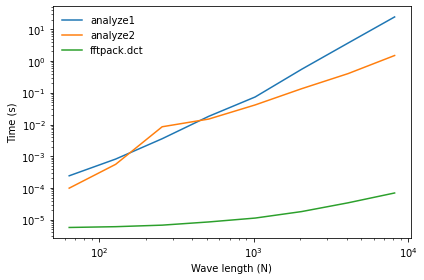 analyze1
analyze2
fftpack.dct
10¹
10⁰
10⁻¹
10⁻²
10⁻³
10⁻⁴
10⁻⁵
Time (s)
10² 10³ 10⁴
Wave length (N)